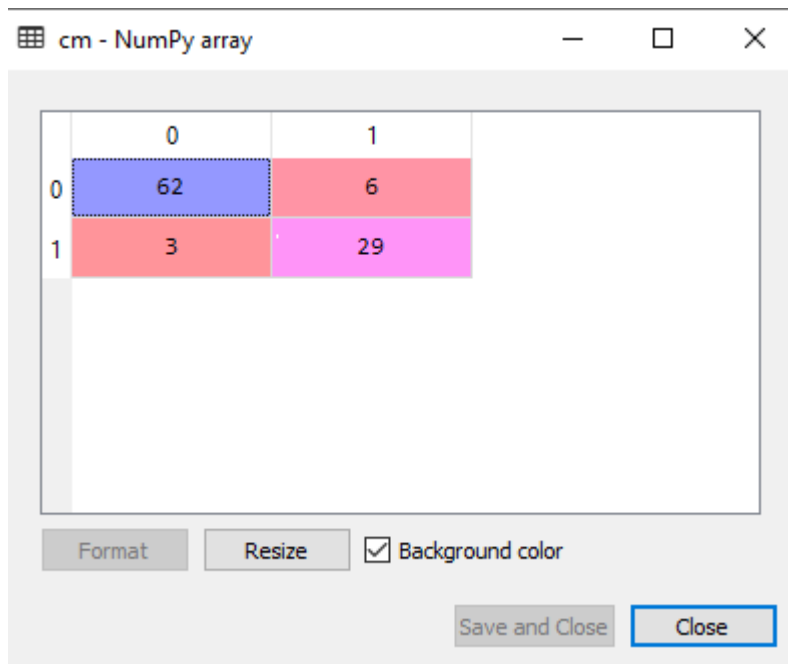 cm - NumPy array
0 1
0 62 6
1 3 29
Format Resize Background color
Save and Close Close